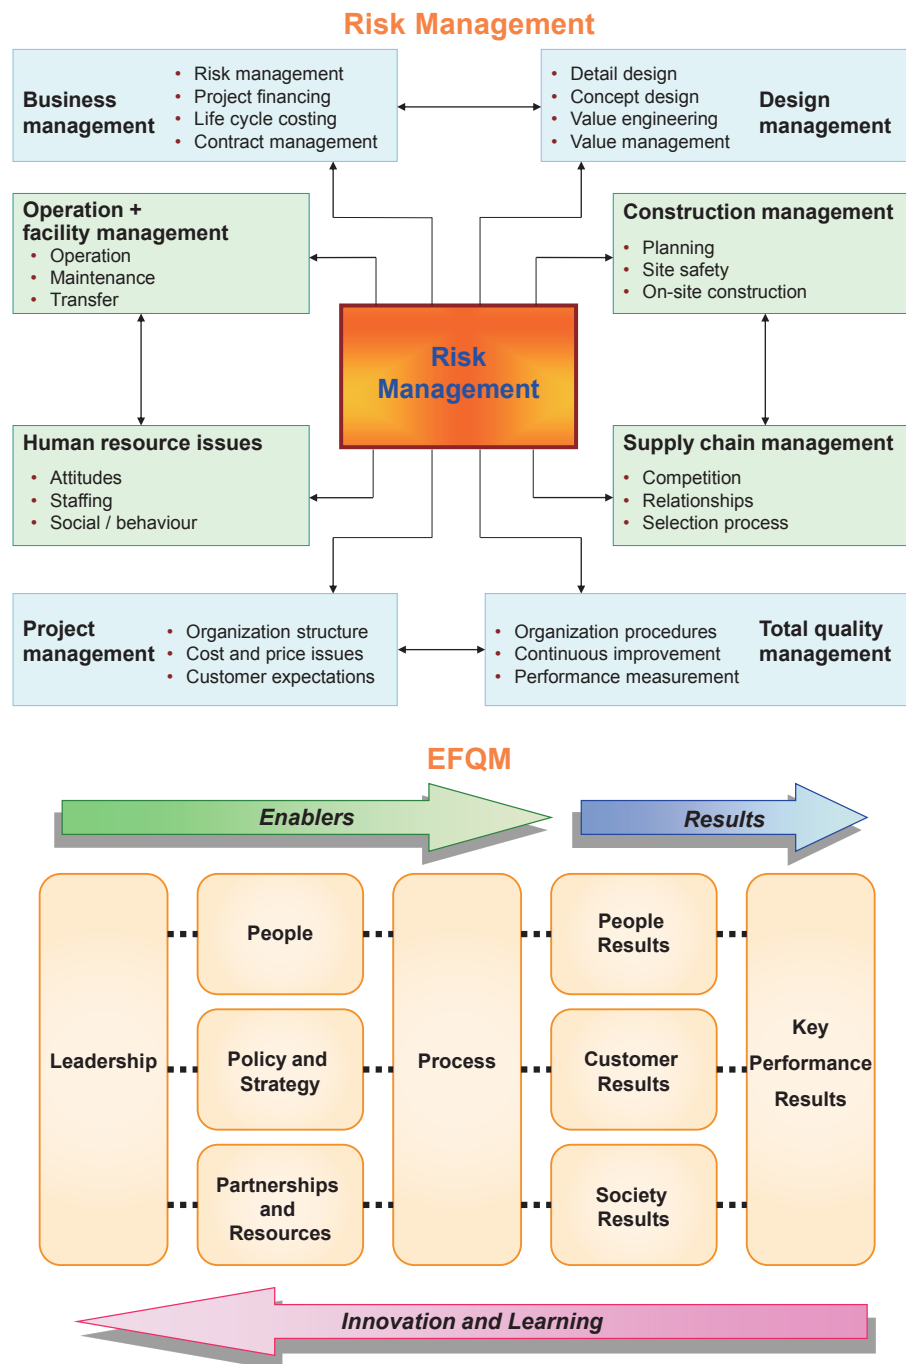 Risk Management
Business
management
• Risk management
• Project financing
• Life cycle costing
• Contract management
• Detail design
• Concept design
• Value engineering
• Value management
Design
management
Operation +
facility management
• Operation
• Maintenance
• Transfer
Construction management
• Planning
• Site safety
• On-site construction
Risk
Management
Human resource issues
• Attitudes
• Staffing
• Social / behaviour
Supply chain management
• Competition
• Relationships
• Selection process
Project
management
• Organization structure
• Cost and price issues
• Customer expectations
• Organization procedures
• Continuous improvement
• Performance measurement
Total quality
management
EFQM
Enablers
Results
Leadership
People
Policy and
Strategy
Partnerships
and
Resources
Process
People
Results
Customer
Results
Society
Results
Key
Performance
Results
Innovation and Learning